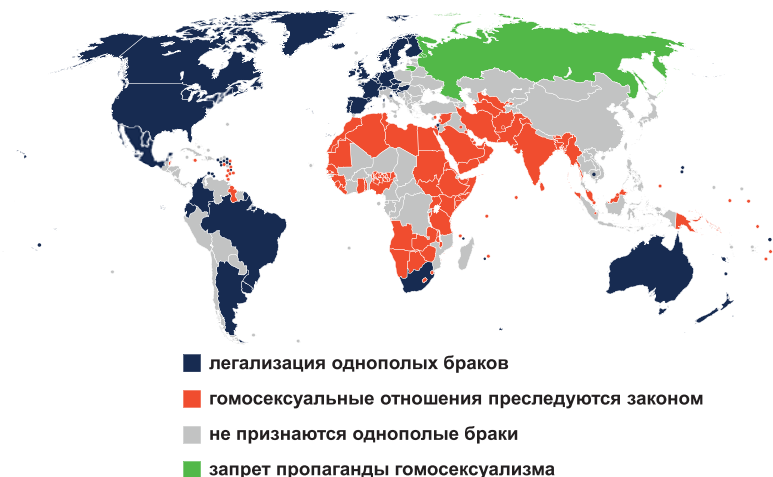 легализация однополых браков
гомосексуальные отношения преследуются законом
не признаются однополые браки
запрет пропаганды гомосексуализма